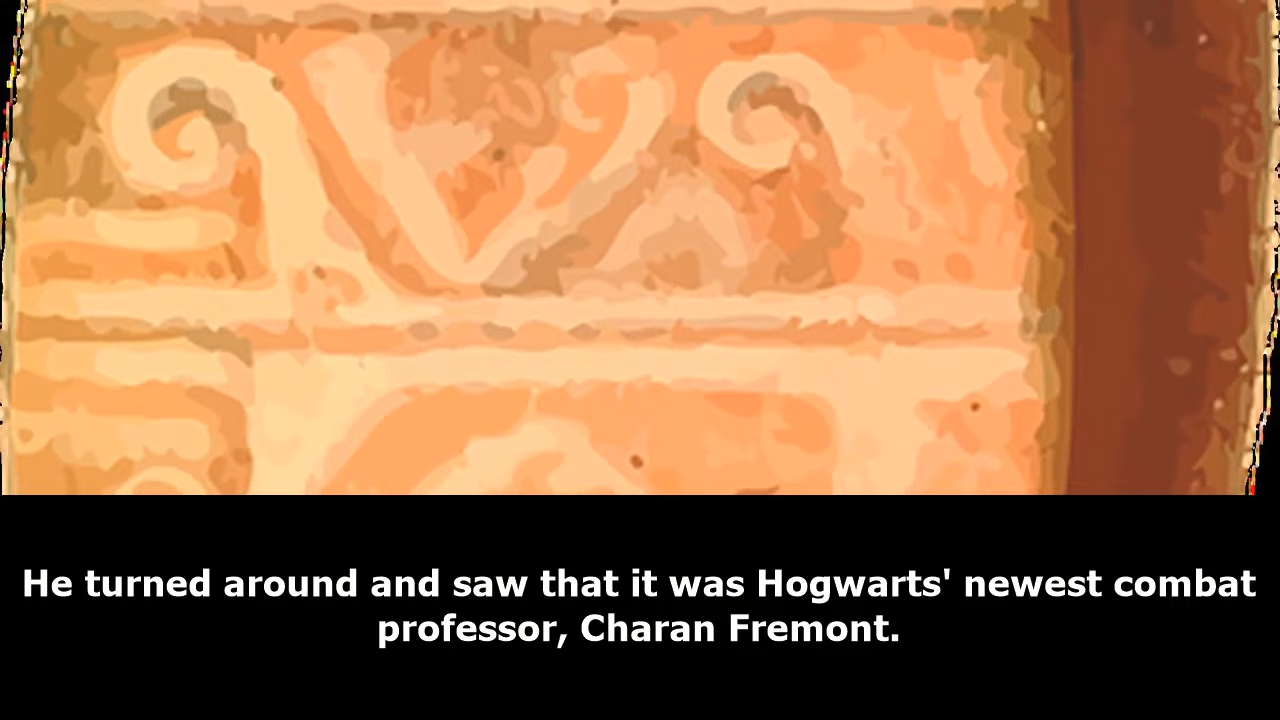 He turned around and saw that it was Hogwarts' newest combat
professor, Charan Fremont.